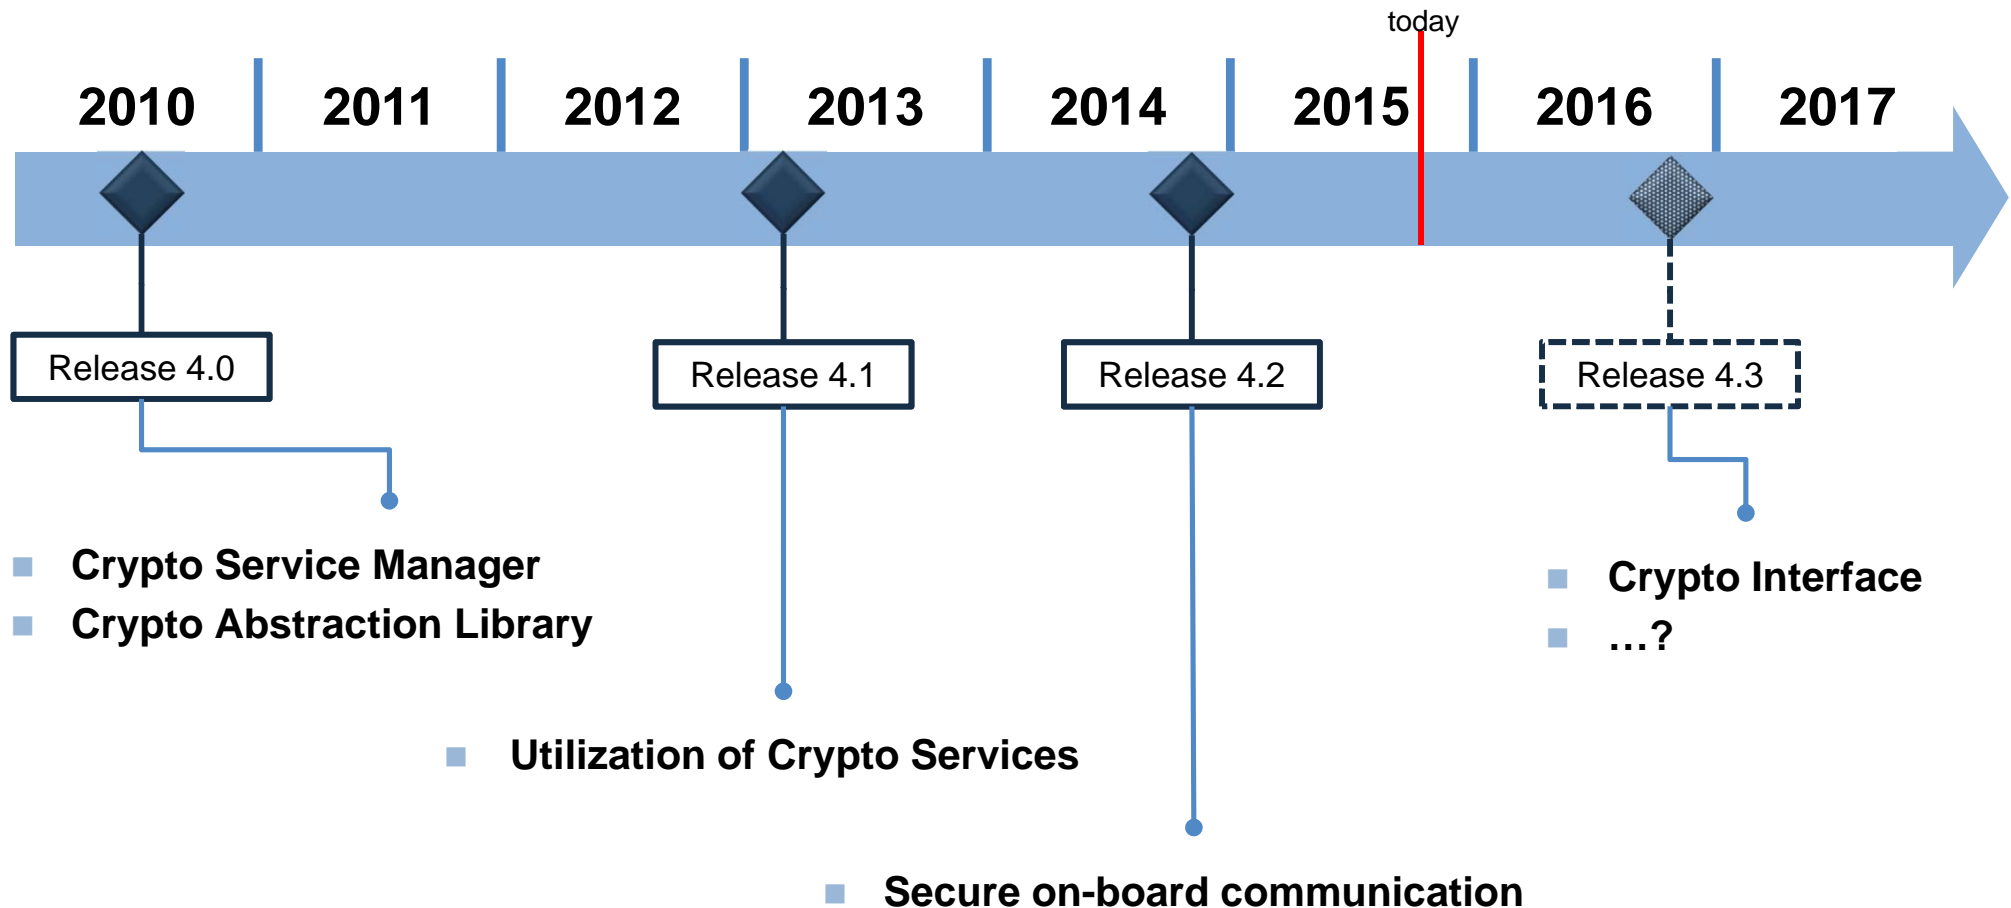 today
2010 2011 2012 2013 2014 2015 2016 2017
Release 4.0
Release 4.1
Release 4.2
Release 4.3
Crypto Service Manager
Crypto Abstraction Library
Crypto Interface
...?
Utilization of Crypto Services
Secure on-board communication